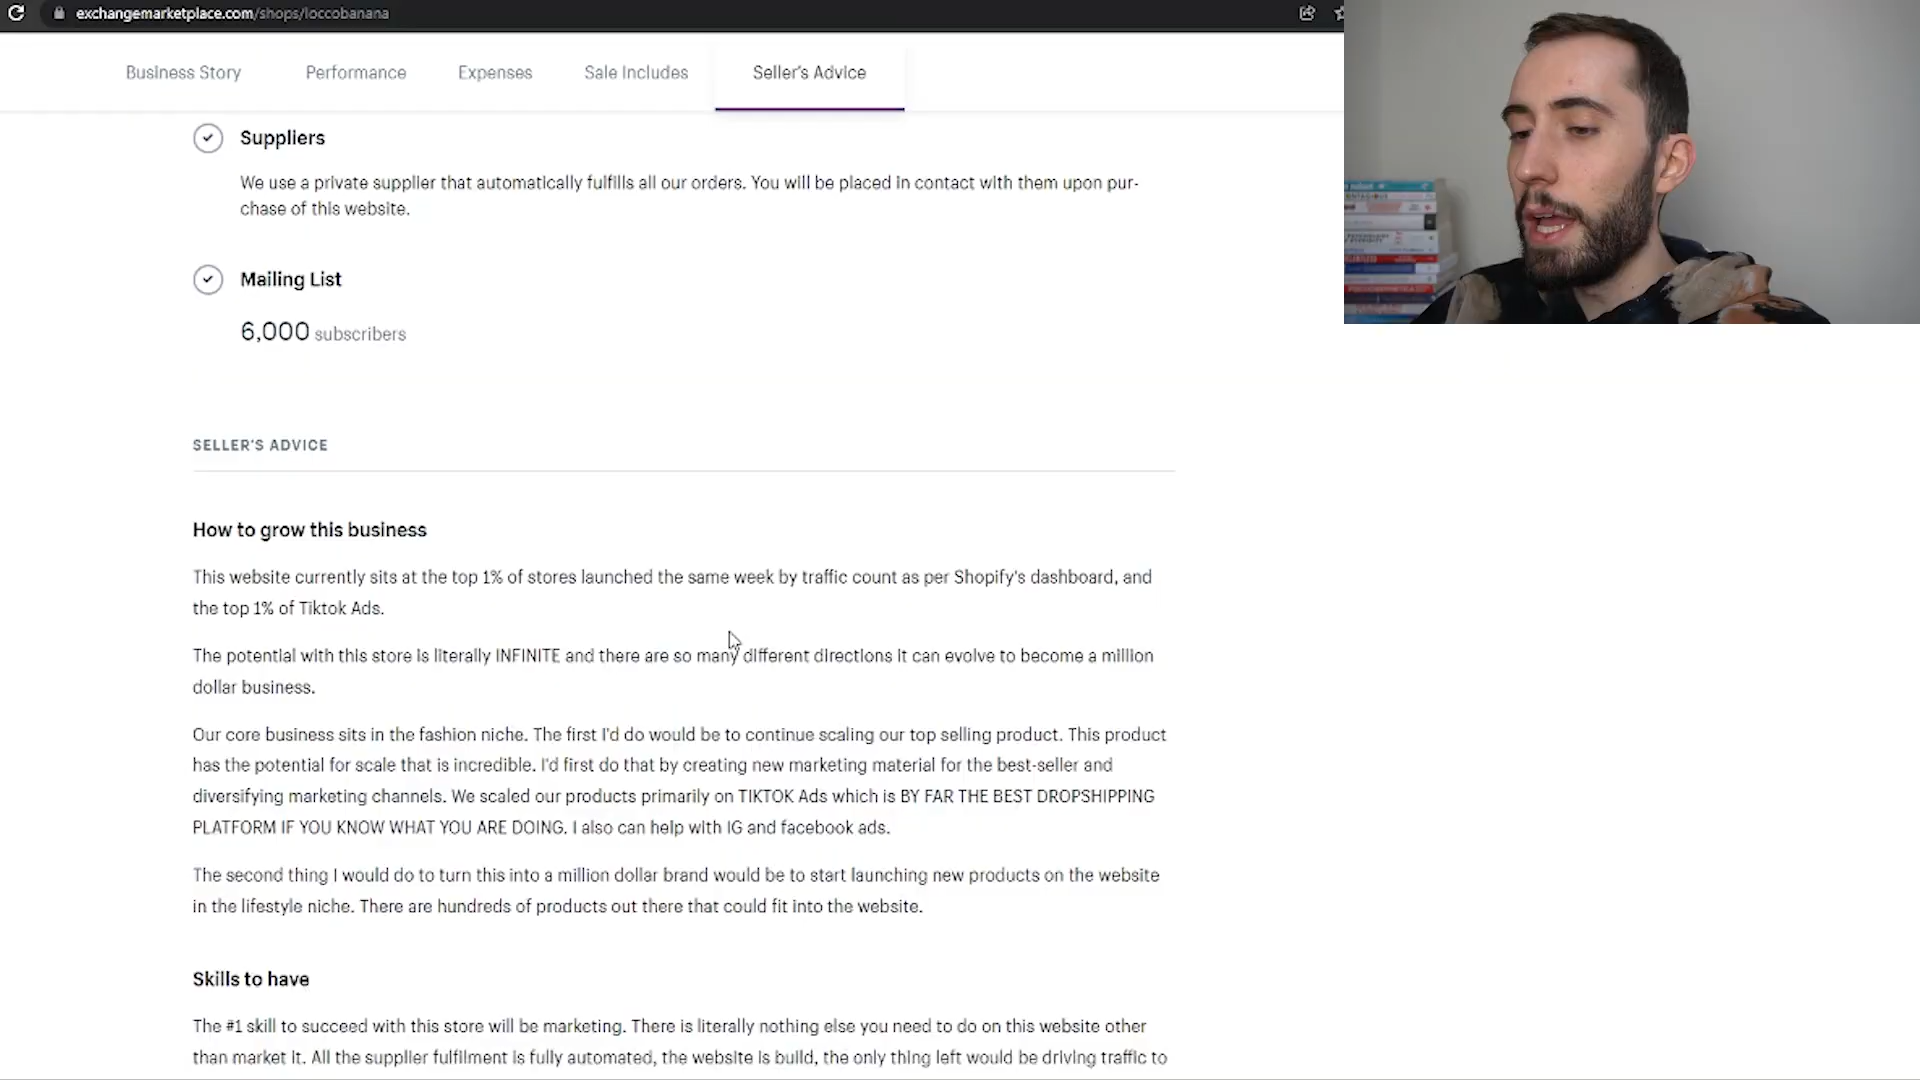 exchangemarketplace.com/shops/loccobanana
Business Story
Performance
Expenses
Sale Includes
Seller's Advice
Suppliers
We use a private supplier that automatically fulfills all our orders. You will be placed in contact with them upon pur-
chase of this website.
Mailing List
6,000 subscribers
SELLER'S ADVICE
How to grow this business
This website currently sits at the top 1% of stores launched the same week by traffic count as per Shopify's dashboard, and
the top 1% of Tiktok Ads.
The potential with this store is literally INFINITE and there are so many different directions it can evolve to become a million
dollar business.
Our core business sits in the fashion niche. The first I'd do would be to continue scaling our top selling product. This product
has the potential for scale that is incredible. I'd first do that by creating new marketing material for the best-seller and
diversifying marketing channels. We scaled our products primarily on TIKTOK Ads which is BY FAR THE BEST DROPSHIPPING
PLATFORM IF YOU KNOW WHAT YOU ARE DOING. I also can help with IG and facebook ads.
The second thing I would do to turn this into a million dollar brand would be to start launching new products on the website
in the lifestyle niche. There are hundreds of products out there that could fit into the website.
Skills to have
The #1 skill to succeed with this store will be marketing. There is literally nothing else you need to do on this website other
than market it. All the supplier fulfilment is fully automated, the website is build, the only thing left would be driving traffic to